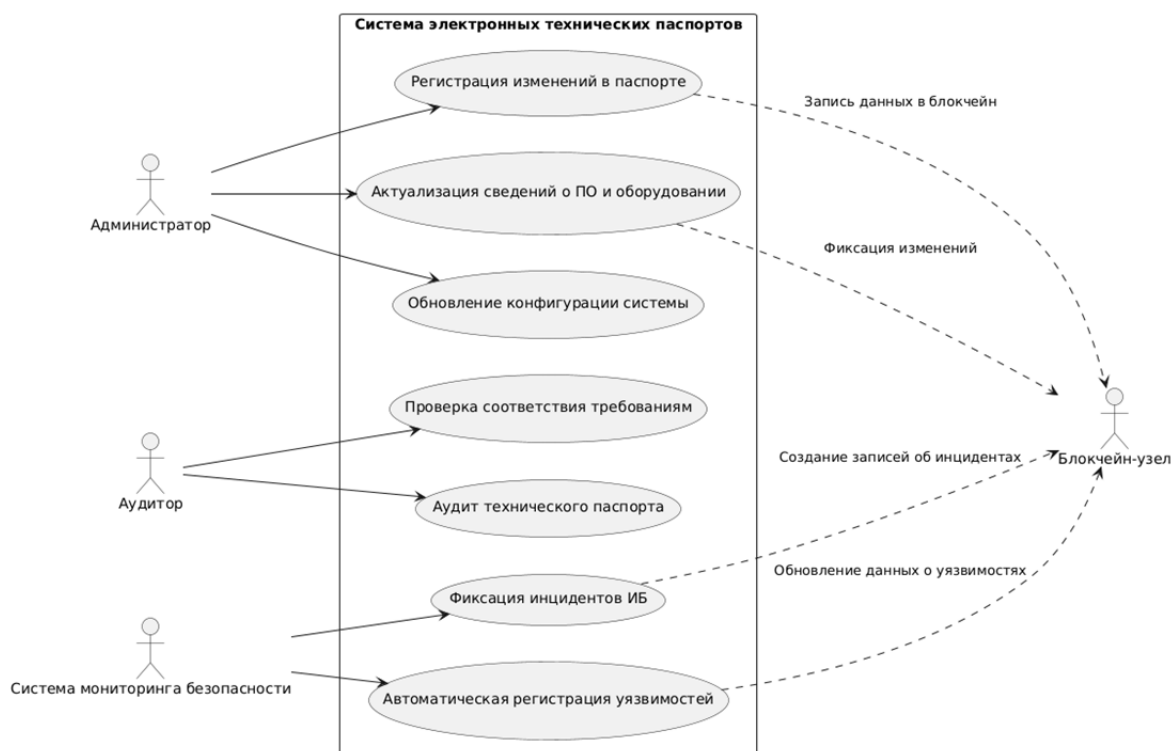 Система электронных технических паспортов
Регистрация изменений в паспорте
Запись данных в блокчейн
Актуализация сведений о ПО и оборудовании
Администратор
Фиксация изменений
Обновление конфигурации системы
Проверка соответствия требованиям
Создание записей об инцидентах
Блокчейн-узел
Аудитор
Аудит технического паспорта
Обновление данных о уязвимостях
Фиксация инцидентов ИБ
Система мониторинга безопасности
Автоматическая регистрация уязвимостей